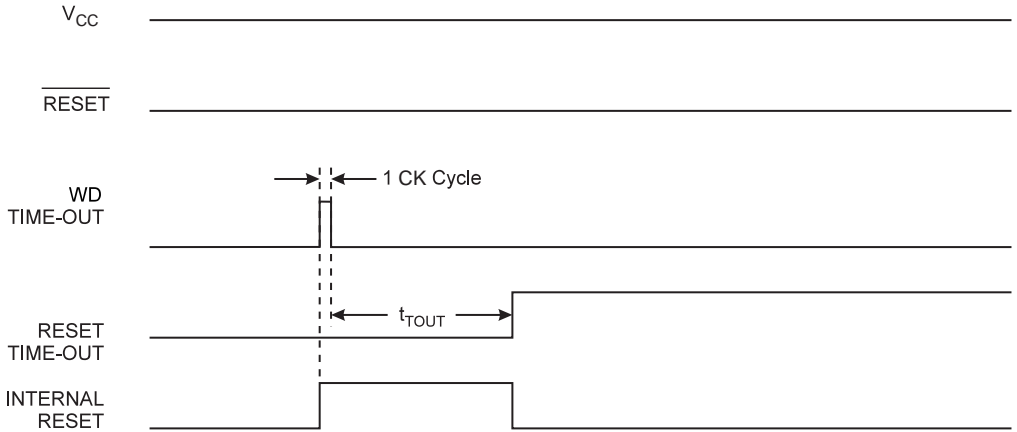 VCC
RESET
1 CK Cycle
WD
TIME-OUT
tTOUT
RESET
TIME-OUT
INTERNAL
RESET